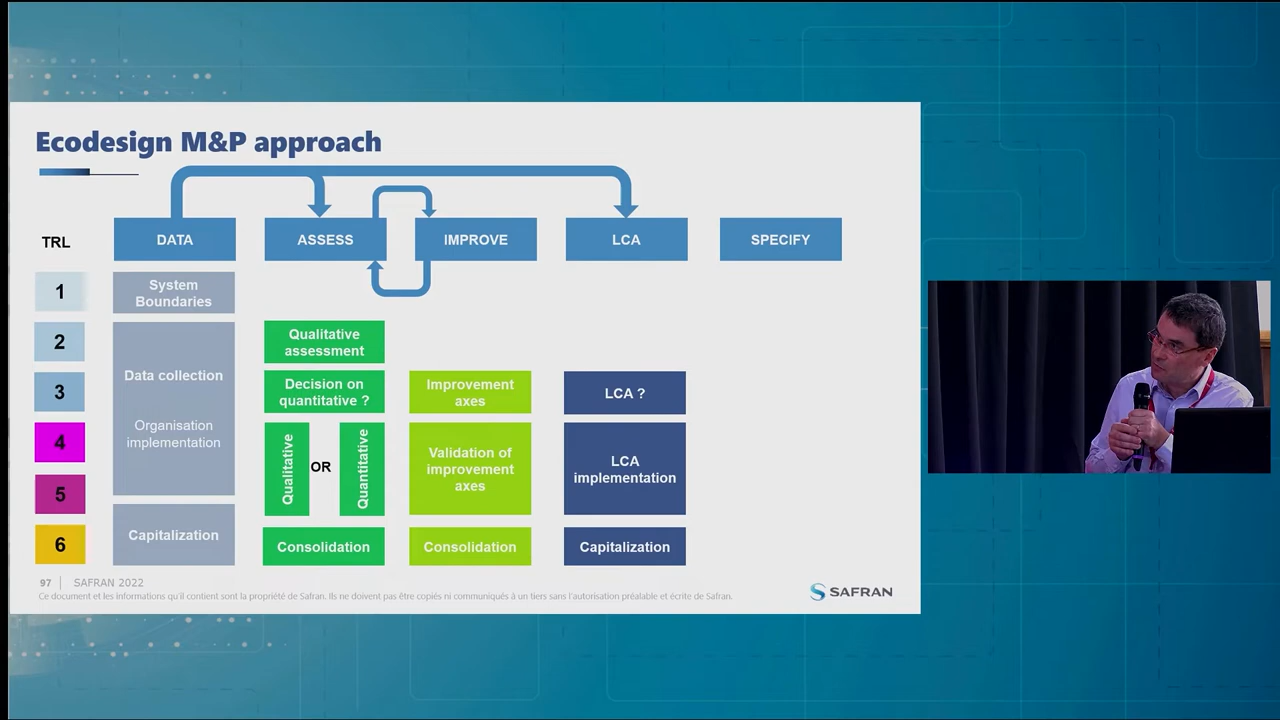 Ecodesign M&P approach
TRL
DATA
ASSESS
IMPROVE
LCA
SPECIFY
1
System
Boundaries
2
Qualitative
assessment
Data collection
3
Decision on
quantitative ?
Improvement
axes
LCA ?
Organisation
implementation
4
Qualitative
OR
Quantitative
Validation of
improvement
axes
LCA
implementation
5
Capitalization
6
Consolidation
Consolidation
Capitalization
97 | SAFRAN 2022
Ce document et les informations qu'il contient sont la propriété de Safran. Ils ne doivent pas être copiés ni communiqués à un tiers sans l'autorisation préalable et écrite de Safran.
SAFRAN